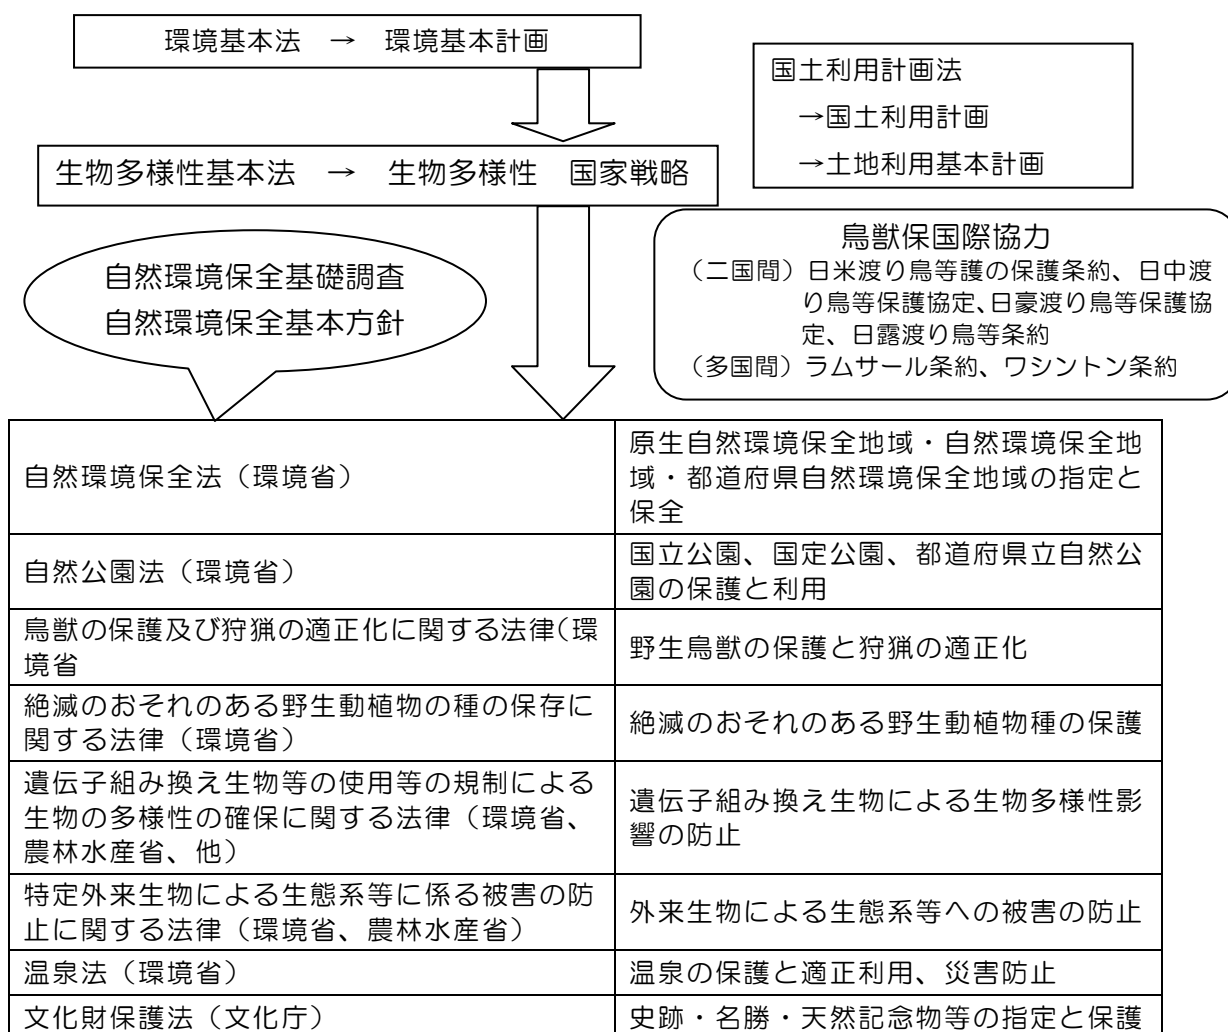 環境基本法　→　環境基本計画
国土利用計画法
→国土利用計画
→土地利用基本計画
生物多様性基本法　→　生物多様性　国家戦略
自然環境保全基礎調査
自然環境保全基本方針
鳥獣保国際協力
（二国間）日米渡り鳥等護の保護条約、日中渡
り鳥等保護協定、日豪渡り鳥等保護協
定、日露渡り鳥等条約
（多国間）ラムサール条約、ワシントン条約
自然環境保全法（環境省）
原生自然環境保全地域・自然環境保全地
域・都道府県自然環境保全地域の指定と
保全
自然公園法（環境省）
国立公園、国定公園、都道府県立自然公
園の保護と利用
鳥獣の保護及び狩猟の適正化に関する法律（環
境省
野生鳥獣の保護と狩猟の適正化
絶滅のおそれのある野生動植物の種の保存に
関する法律（環境省）
絶滅のおそれのある野生動植物種の保護
遺伝子組み換え生物等の使用等の規制による
生物の多様性の確保に関する法律（環境省、
農林水産省、他）
遺伝子組み換え生物による生物多様性影
響の防止
特定外来生物による生態系等に係る被害の防
止に関する法律（環境省、農林水産省）
外来生物による生態系等への被害の防止
温泉法（環境省）
温泉の保護と適正利用、災害防止
文化財保護法（文化庁）
史跡・名勝・天然記念物等の指定と保護